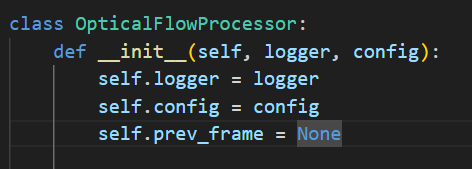 class OpticalFlowProcessor:
    def __init__(self, logger, config):
        self.logger = logger
        self.config = config
        self.prev_frame = None